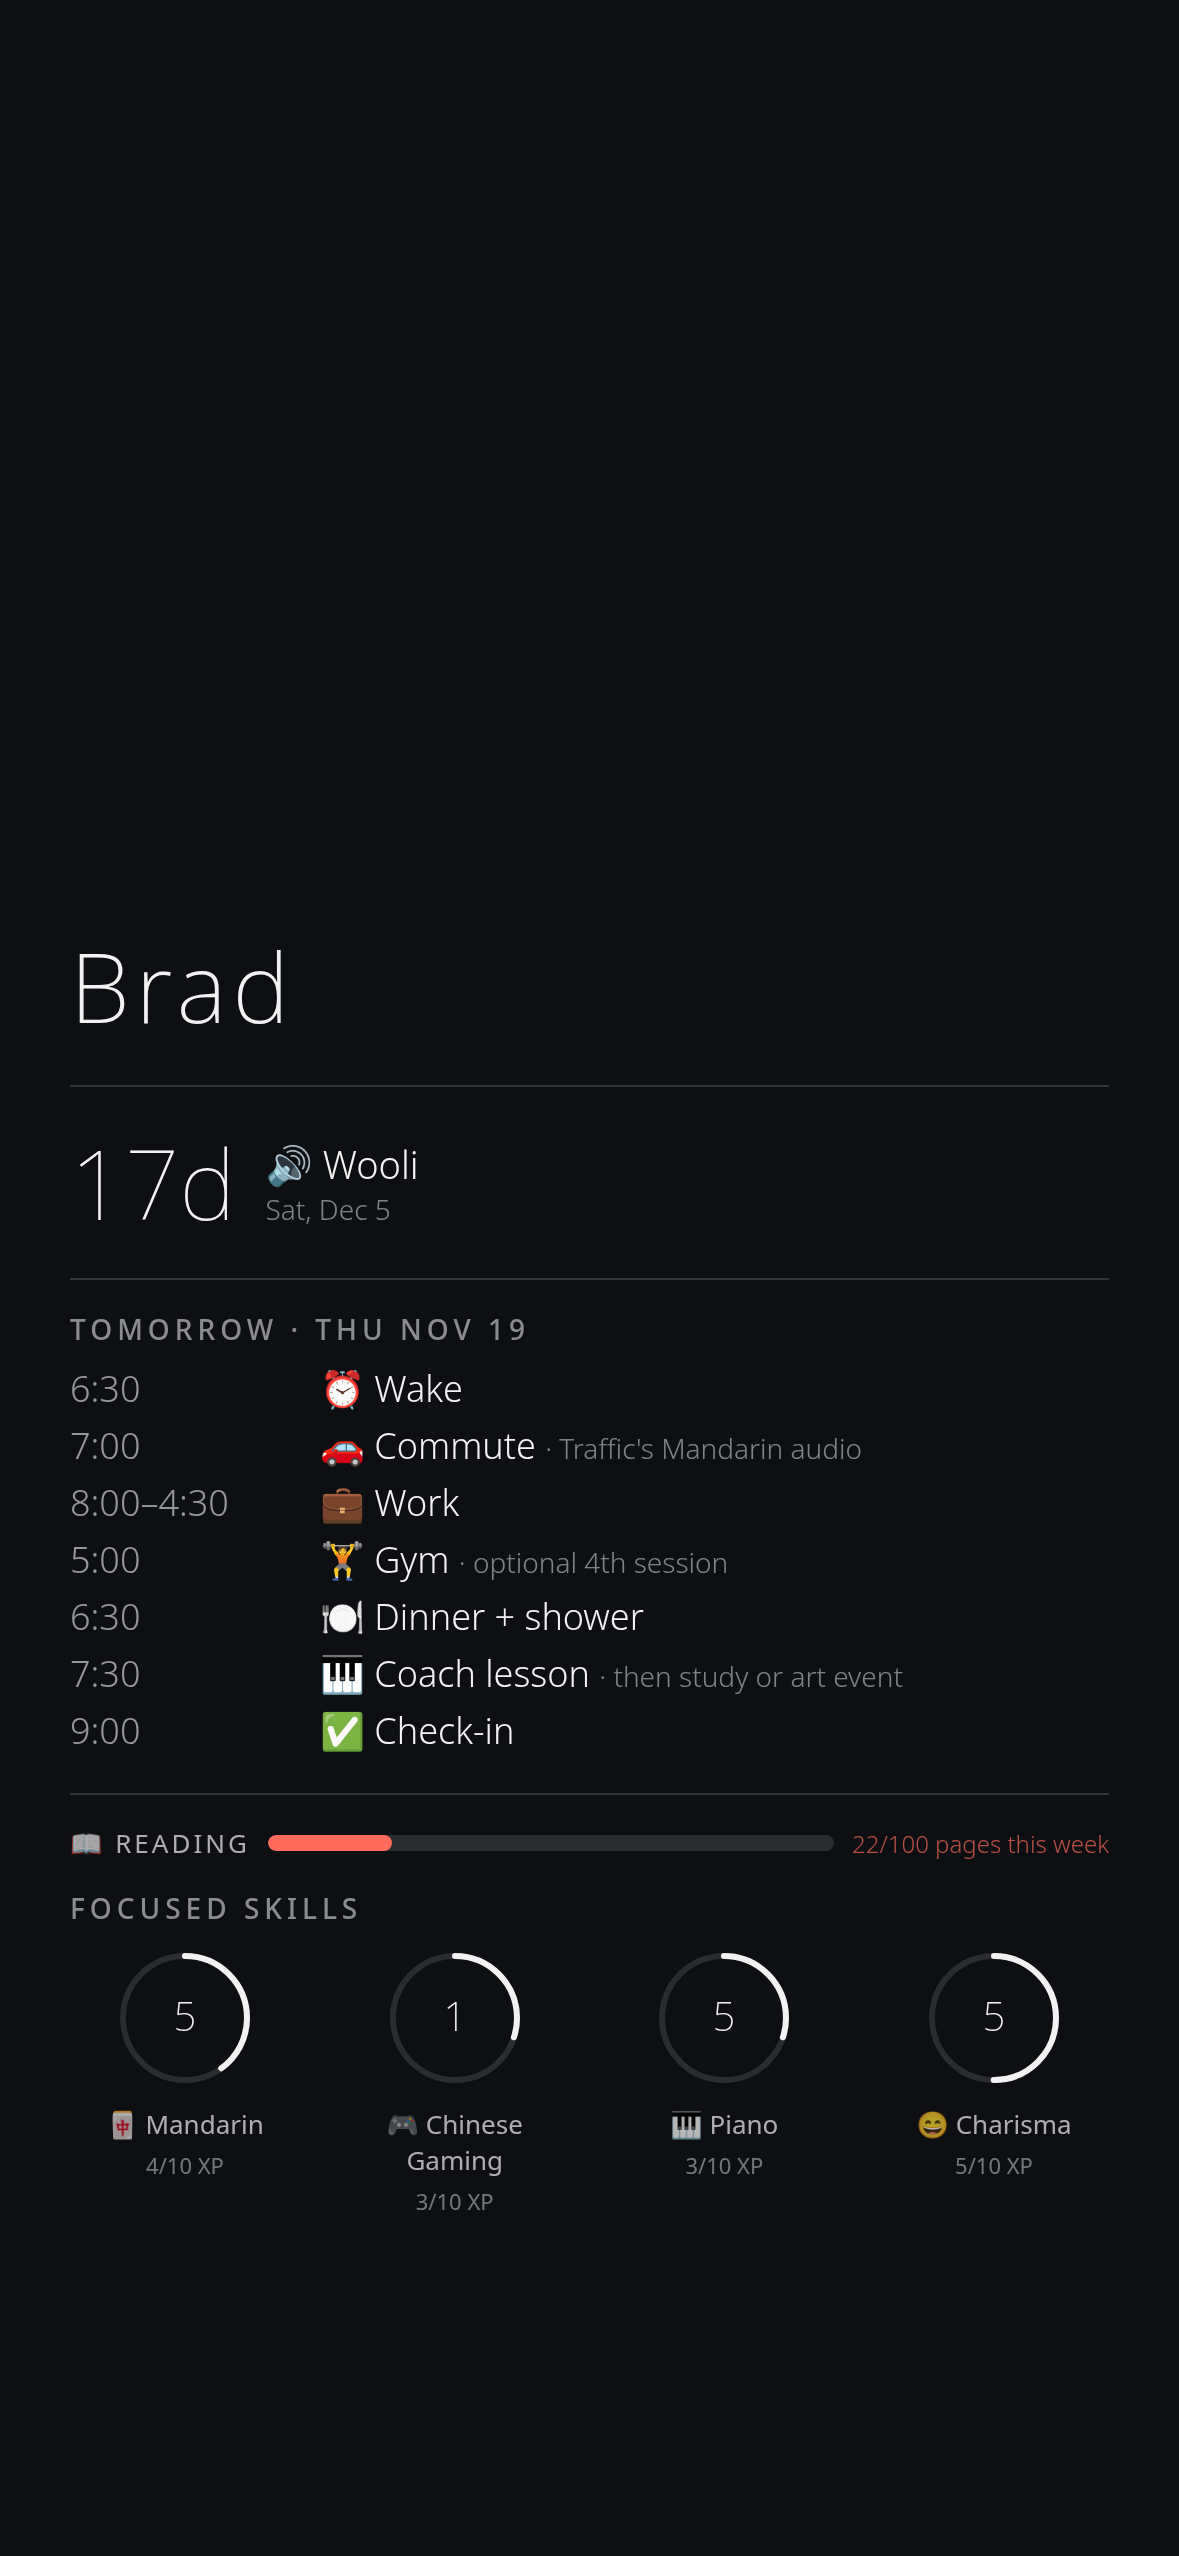 Brad
17d
🔊 Wooli
Sat, Dec 5
TOMORROW · THU NOV 19
6:30 ⏰ Wake
7:00 🚗 Commute · Traffic's Mandarin audio
8:00–4:30 💼 Work
5:00 🏋️ Gym · optional 4th session
6:30 🍽️ Dinner + shower
7:30 🎹 Coach lesson · then study or art event
9:00 ✅ Check-in
📖 READING 22/100 pages this week
FOCUSED SKILLS
5 1 5 5
🀄 Mandarin 🎮 Chinese Gaming 🎹 Piano 😄 Charisma
4/10 XP 3/10 XP 3/10 XP 5/10 XP